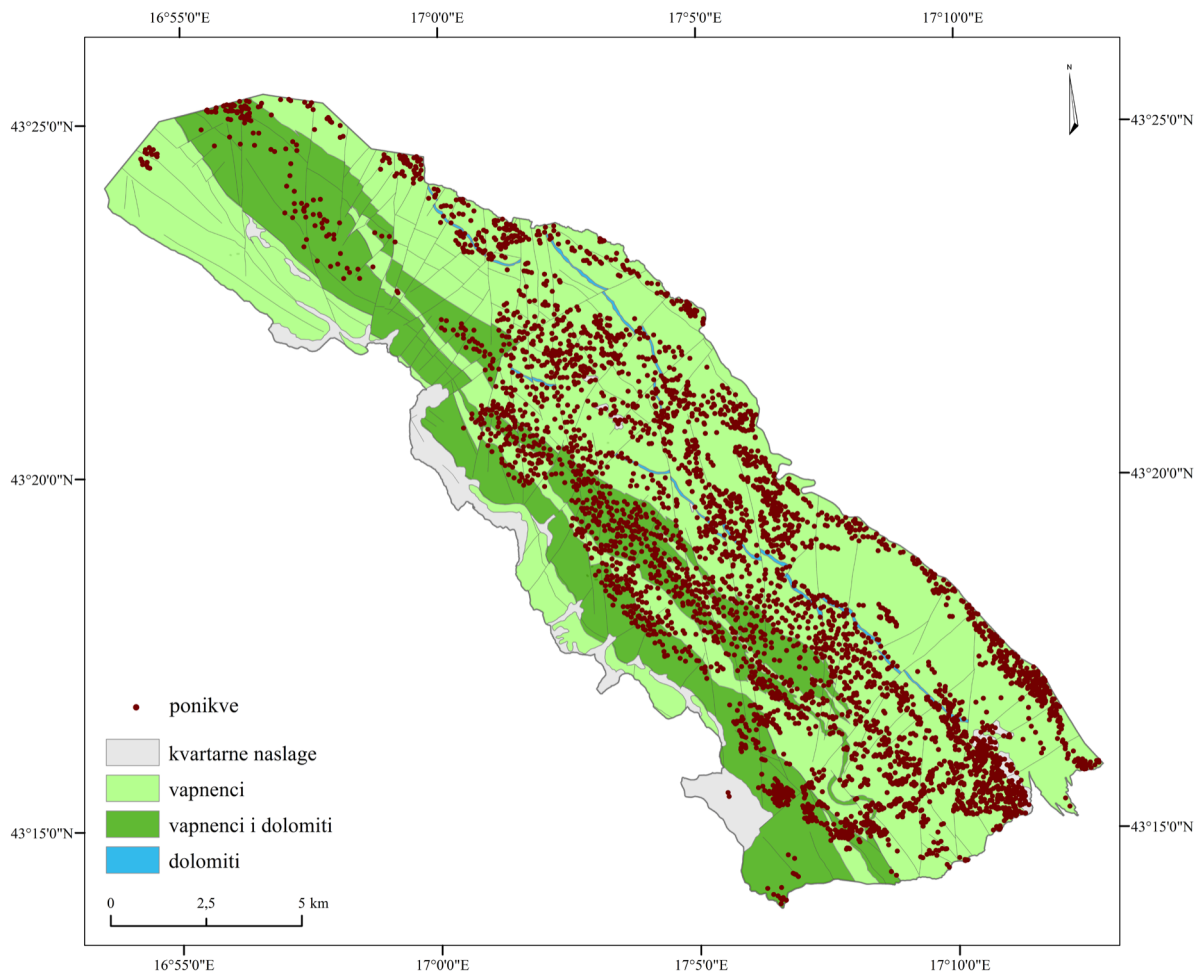 16°55'0"E 17°0'0"E 17°5'0"E 17°10'0"E
N
43°25'0"N 43°25'0"N
43°20'0"N 43°20'0"N
ponikve
kvartarne naslage
vapnenci
vapnenci i dolomiti
43°15'0"N 43°15'0"N
dolomiti
0 2,5 5 km
16°55'0"E 17°0'0"E 17°5'0"E 17°10'0"E